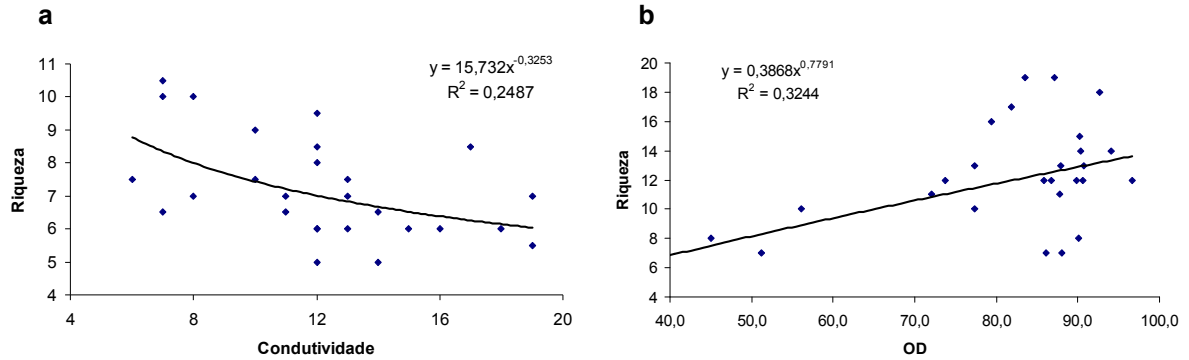 a
y = 15,732x^-0,3253
R² = 0,2487
11
10
9
8
7
6
5
4
4 8 12 16 20
Riqueza
Condutividade
b
y = 0,3868x^0,7791
R² = 0,3244
20
18
16
14
12
10
8
6
4
40,0 50,0 60,0 70,0 80,0 90,0 100,0
Riqueza
OD